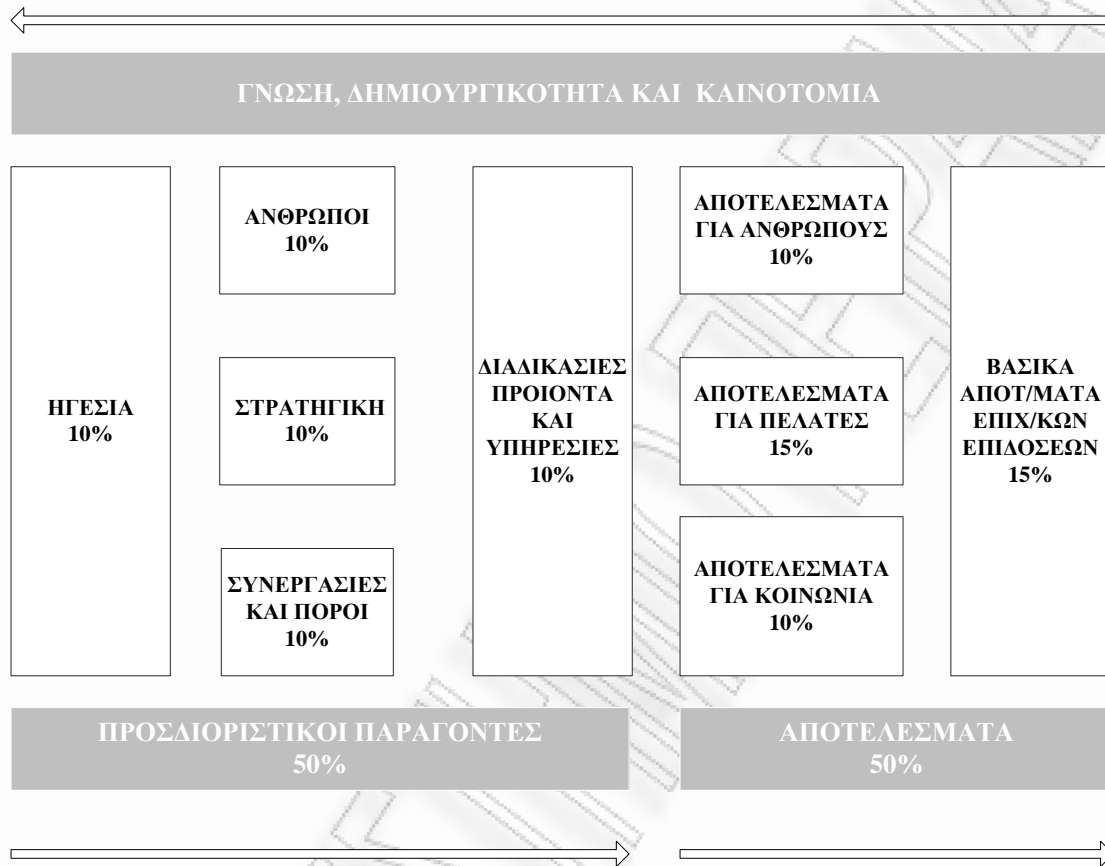 ΓΝΩΣΗ, ΔΗΜΙΟΥΡΓΙΚΟΤΗΤΑ ΚΑΙ ΚΑΙΝΟΤΟΜΙΑ
ΗΓΕΣΙΑ
10%
ΑΝΘΡΩΠΟΙ
10%
ΣΤΡΑΤΗΓΙΚΗ
10%
ΣΥΝΕΡΓΑΣΙΕΣ
ΚΑΙ ΠΟΡΟΙ
10%
ΔΙΑΔΙΚΑΣΙΕΣ
ΠΡΟΙΟΝΤΑ
ΚΑΙ
ΥΠΗΡΕΣΙΕΣ
10%
ΑΠΟΤΕΛΕΣΜΑΤΑ
ΓΙΑ ΑΝΘΡΩΠΟΥΣ
10%
ΑΠΟΤΕΛΕΣΜΑΤΑ
ΓΙΑ ΠΕΛΑΤΕΣ
15%
ΑΠΟΤΕΛΕΣΜΑΤΑ
ΓΙΑ ΚΟΙΝΩΝΙΑ
10%
ΒΑΣΙΚΑ
ΑΠΟΤ/ΜΑΤΑ
ΕΠΙΧ/ΚΩΝ
ΕΠΙΔΟΣΕΩΝ
15%
ΠΡΟΣΔΙΟΡΙΣΤΙΚΟΙ ΠΑΡΑΓΟΝΤΕΣ
50%
ΑΠΟΤΕΛΕΣΜΑΤΑ
50%